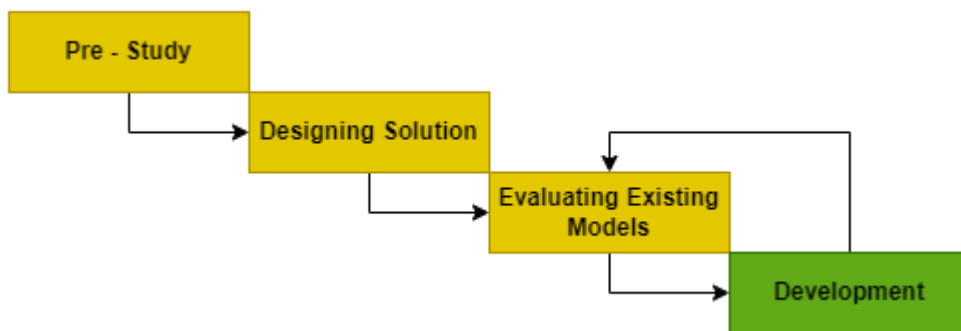 Pre - Study
Designing Solution
Evaluating Existing
Models
Development